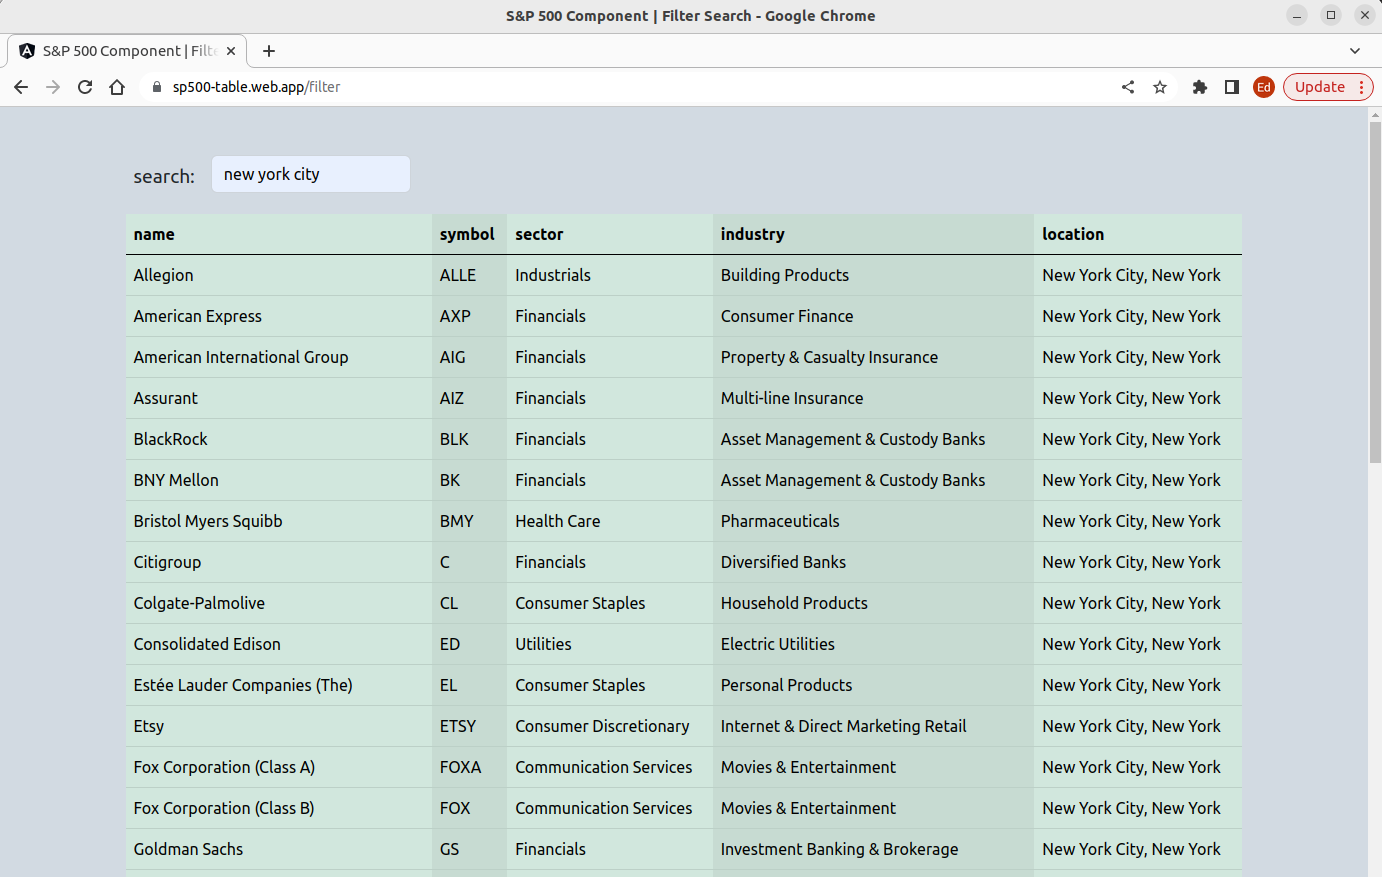 S&P 500 Component | Filter Search - Google Chrome
S&P 500 Component | Filte
sp500-table.web.app/filter
Ed
Update
search: new york city
name symbol sector industry location
Allegion ALLE Industrials Building Products New York City, New York
American Express AXP Financials Consumer Finance New York City, New York
American International Group AIG Financials Property & Casualty Insurance New York City, New York
Assurant AIZ Financials Multi-line Insurance New York City, New York
BlackRock BLK Financials Asset Management & Custody Banks New York City, New York
BNY Mellon BK Financials Asset Management & Custody Banks New York City, New York
Bristol Myers Squibb BMY Health Care Pharmaceuticals New York City, New York
Citigroup C Financials Diversified Banks New York City, New York
Colgate-Palmolive CL Consumer Staples Household Products New York City, New York
Consolidated Edison ED Utilities Electric Utilities New York City, New York
Estée Lauder Companies (The) EL Consumer Staples Personal Products New York City, New York
Etsy ETSY Consumer Discretionary Internet & Direct Marketing Retail New York City, New York
Fox Corporation (Class A) FOXA Communication Services Movies & Entertainment New York City, New York
Fox Corporation (Class B) FOX Communication Services Movies & Entertainment New York City, New York
Goldman Sachs GS Financials Investment Banking & Brokerage New York City, New York